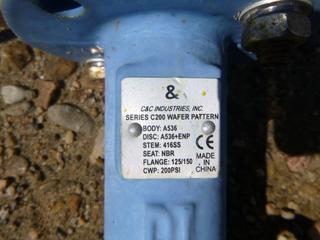 &
C&C INDUSTRIES, INC.
SERIES C200 WAFER PATTERN
BODY: A536
DISC: A536+ENP
STEM: 416SS
SEAT: NBR
FLANGE: 125/150
CWP: 200PSI
CE
MADE
IN
CHINA